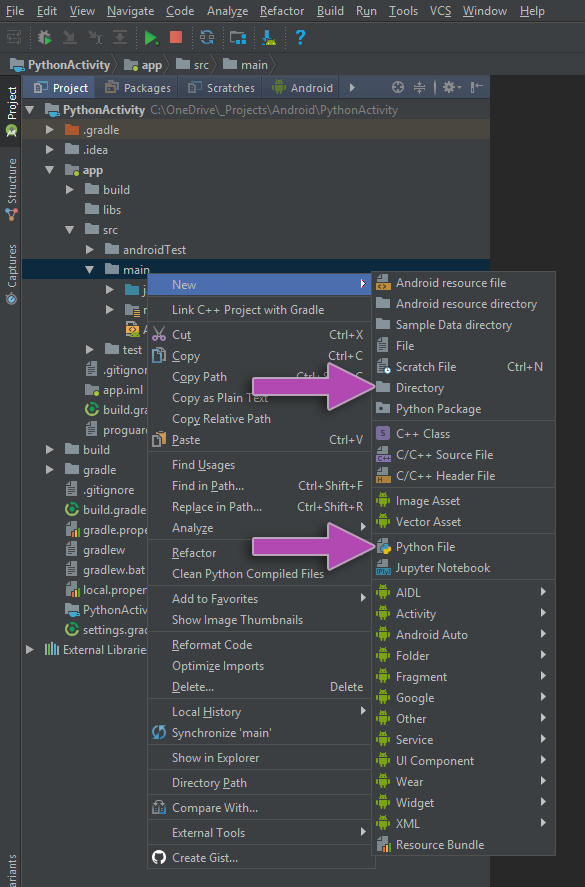 File Edit View Navigate Code Analyze Refactor Build Run Tools VCS Window Help
PythonActivity app src main
Project Packages Scratches Android
Project
Structure
Captures
PythonActivity C:\OneDrive\_Projects\Android\PythonActivity
.gradle
.idea
app
build
libs
src
androidTest
main
test
.gitignor
app.iml
build.gra
proguard
build
gradle
.gitignore
build.gradle
gradle.prope
gradlew
gradlew.bat
local.proper
PythonActiv
settings.grad
External Librarie
New
Link C++ Project with Gradle
Cut Ctrl+X
Copy Ctrl+C
Copy Path
Copy as Plain Text
Copy Relative Path
Paste Ctrl+V
Find Usages
Find in Path... Ctrl+Shift+F
Replace in Path... Ctrl+Shift+R
Analyze
Refactor
Clean Python Compiled Files
Add to Favorites
Show Image Thumbnails
Reformat Code
Optimize Imports
Delete... Delete
Local History
Synchronize 'main'
Show in Explorer
Directory Path
Compare With...
External Tools
Create Gist...
Android resource file
Android resource directory
Sample Data directory
File
Scratch File Ctrl+N
Directory
Python Package
C++ Class
C/C++ Source File
C/C++ Header File
Image Asset
Vector Asset
Python File
Jupyter Notebook
AIDL
Activity
Android Auto
Folder
Fragment
Google
Other
Service
UI Component
Wear
Widget
XML
Resource Bundle